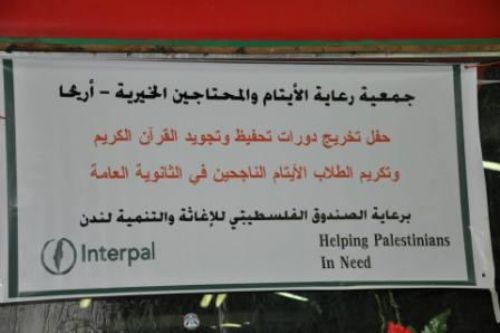 جمعية رعاية الأيتام والمحتاجين الخيرية - أريحا
حفل تخريج دورات تحفيظ وتجويد القرآن الكريم
وتكريم الطلاب الأيتام الناجحين في الثانوية العامة
برعاية الصندوق الفلسطيني للإغاثة والتنمية لندن
Interpal
Helping Palestinians
In Need